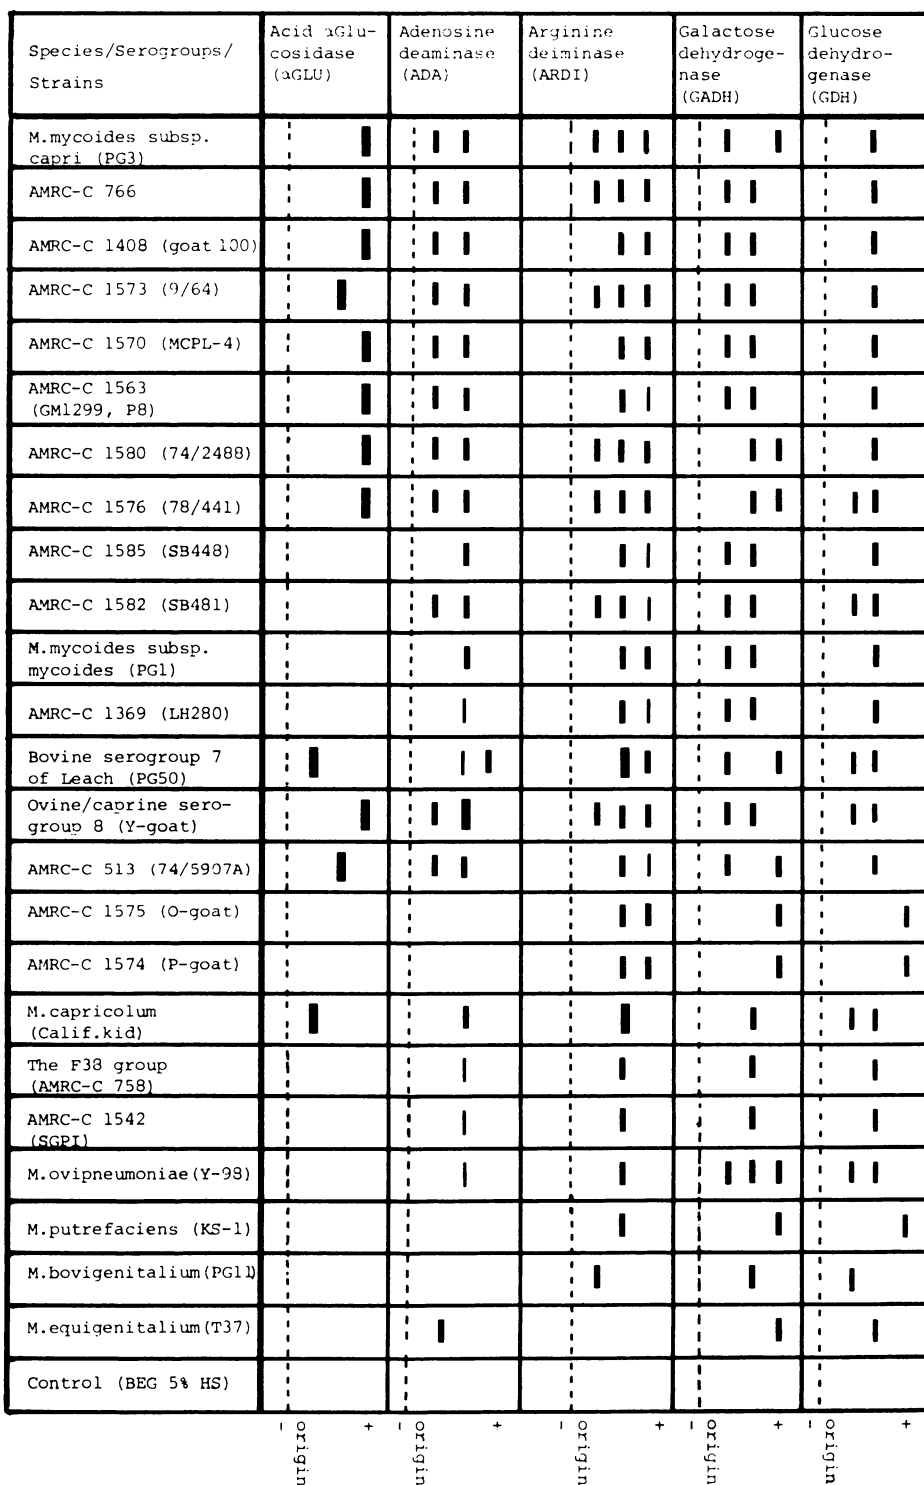 Species/Serogroups/
Strains
Acid αGlu-
cosidase
(αGLU)
Adenosine
deaminase
(ADA)
Arginine
deiminase
(ARDI)
Galactose
dehydroge-
nase
(GADH)
Glucose
dehydro-
genase
(GDH)
M.mycoides subsp.
capri (PG3)
AMRC-C 766
AMRC-C 1408 (goat 100)
AMRC-C 1573 (9/64)
AMRC-C 1570 (MCPL-4)
AMRC-C 1563
(GM1299, P8)
AMRC-C 1580 (74/2488)
AMRC-C 1576 (78/441)
AMRC-C 1585 (SB448)
AMRC-C 1582 (SB481)
M.mycoides subsp.
mycoides (PG1)
AMRC-C 1369 (LH280)
Bovine serogroup 7
of Leach (PG50)
Ovine/caprine sero-
group 8 (Y-goat)
AMRC-C 513 (74/5907A)
AMRC-C 1575 (O-goat)
AMRC-C 1574 (P-goat)
M.capricolum
(Calif.kid)
The F38 group
(AMRC-C 758)
AMRC-C 1542
(SGPI)
M.ovipneumoniae(Y-98)
M.putrefaciens (KS-1)
M.bovigenitalium(PG11)
M.equigenitalium(T37)
Control (BEG 5% HS)
- origin +
- origin +
- origin +
- origin +
- origin +